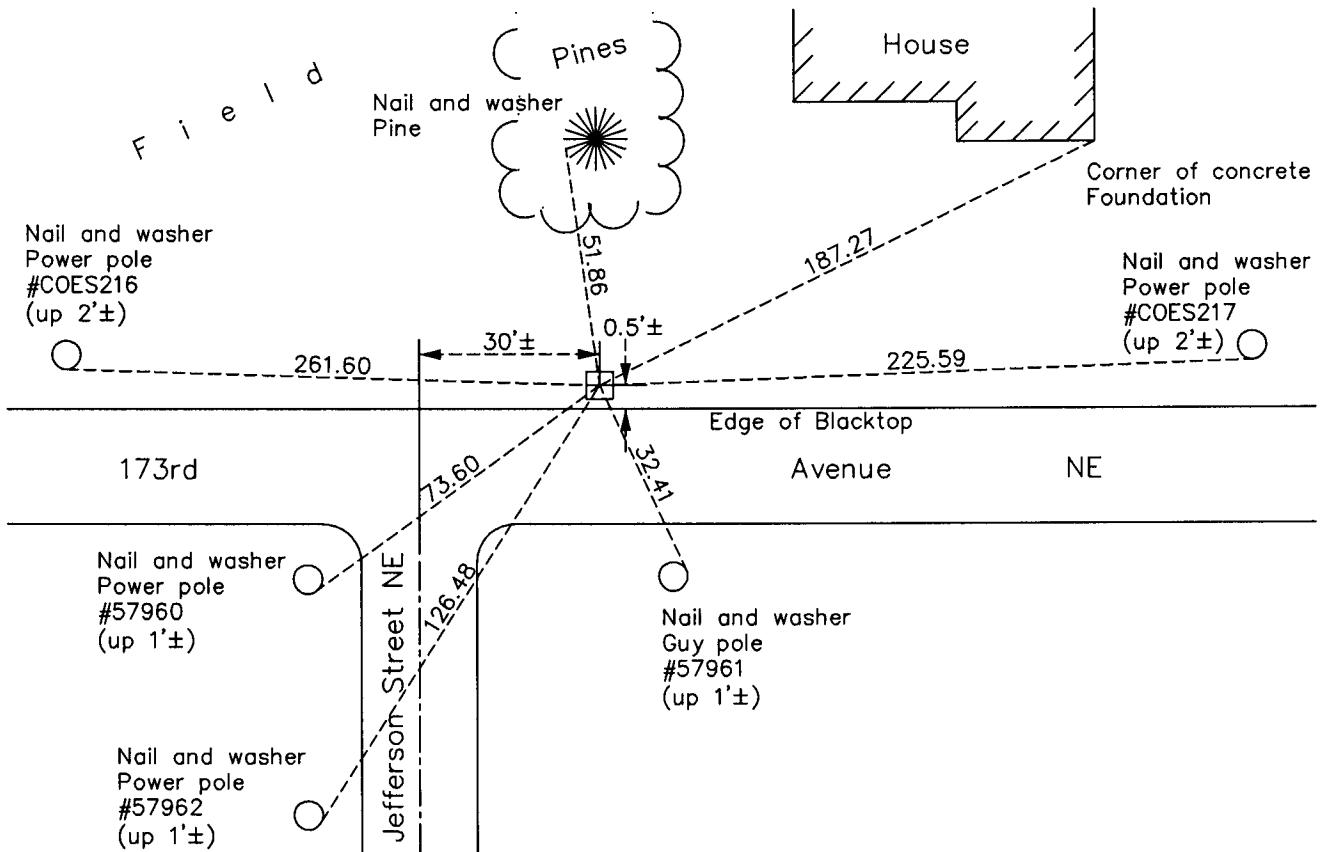 Field
Pines
House
Nail and washer
Pine
Corner of concrete
Foundation
Nail and washer
Power pole
#COES216
(up 2'±)
51.86
187.27
Nail and washer
Power pole
#COES217
(up 2'±)
30'±
0.5'±
261.60
225.59
Edge of Blacktop
173rd Avenue NE
73.60
32.41
Nail and washer
Power pole
#57960
(up 1'±)
Jefferson Street NE
126.48
Nail and washer
Guy pole
#57961
(up 1'±)
Nail and washer
Power pole
#57962
(up 1'±)